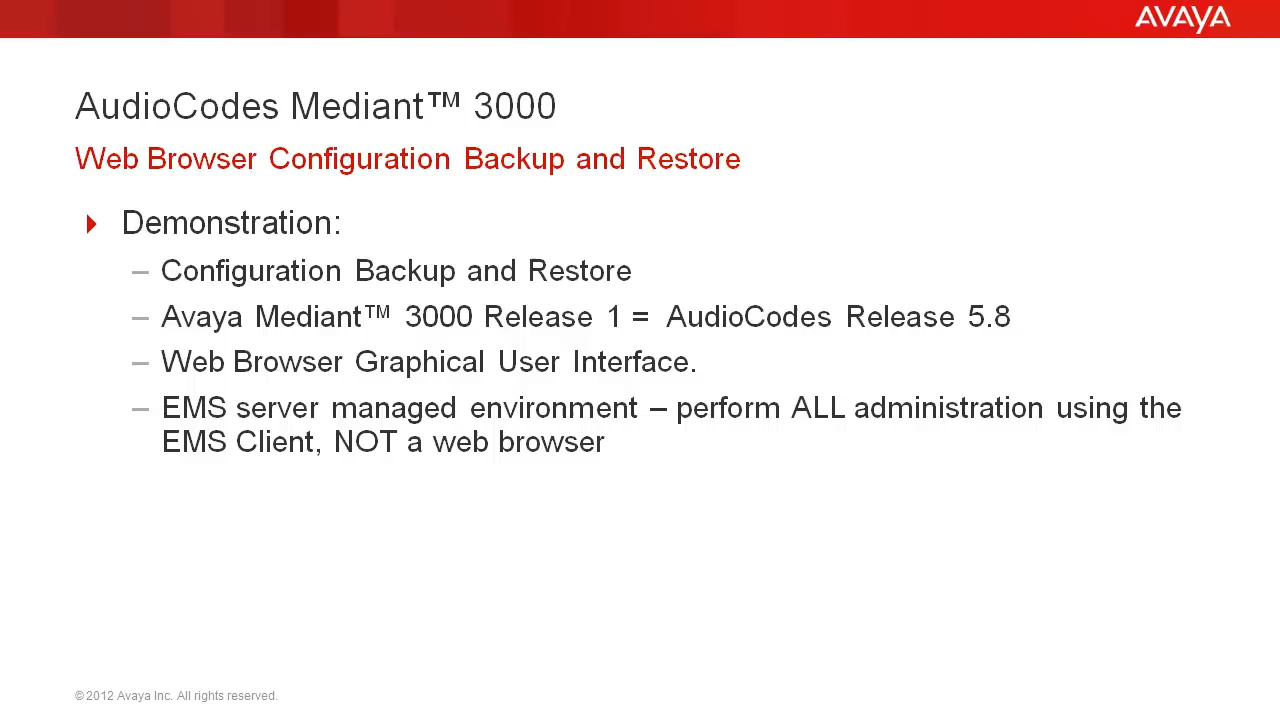 AVAYA
AudioCodes Mediant™ 3000
Web Browser Configuration Backup and Restore
Demonstration:
– Configuration Backup and Restore
– Avaya Mediant™ 3000 Release 1 = AudioCodes Release 5.8
– Web Browser Graphical User Interface.
– EMS server managed environment – perform ALL administration using the
EMS Client, NOT a web browser
© 2012 Avaya Inc. All rights reserved.